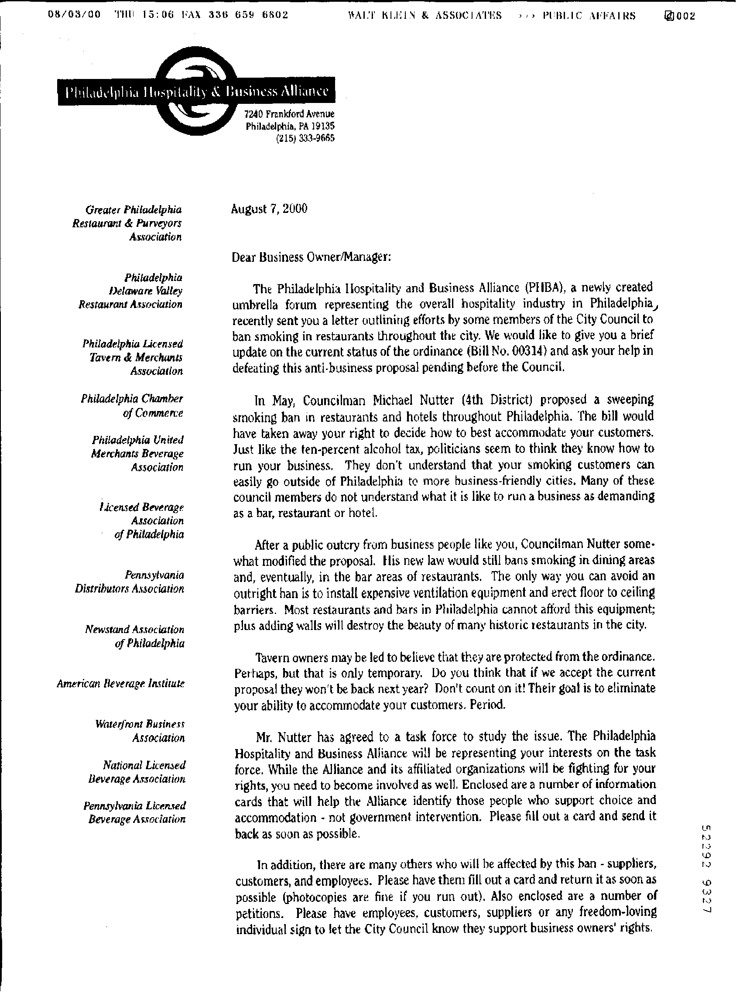 08/03/00 THU 15:06 FAX 336 659 6802 WALT KLEIN & ASSOCIATES >>> PUBLIC AFFAIRS 002
Philadelphia Hospitality & Business Alliance
7240 Frankford Avenue
Philadelphia, PA 19135
(215) 333-9665
Greater Philadelphia
Restaurant & Purveyors
Association
Philadelphia
Delaware Valley
Restaurant Association
Philadelphia Licensed
Tavern & Merchants
Association
Philadelphia Chamber
of Commerce
Philadelphia United
Merchants Beverage
Association
Licensed Beverage
Association
of Philadelphia
Pennsylvania
Distributors Association
Newstand Association
of Philadelphia
American Beverage Institute
Waterfront Business
Association
National Licensed
Beverage Association
Pennsylvania Licensed
Beverage Association
August 7, 2000
Dear Business Owner/Manager:
The Philadelphia Hospitality and Business Alliance (PHBA), a newly created
umbrella forum representing the overall hospitality industry in Philadelphia,
recently sent you a letter outlining efforts by some members of the City Council to
ban smoking in restaurants throughout the city. We would like to give you a brief
update on the current status of the ordinance (Bill No. 00314) and ask your help in
defeating this anti-business proposal pending before the Council.
In May, Councilman Michael Nutter (4th District) proposed a sweeping
smoking ban in restaurants and hotels throughout Philadelphia. The bill would
have taken away your right to decide how to best accommodate your customers.
Just like the ten-percent alcohol tax, politicians seem to think they know how to
run your business. They don't understand that your smoking customers can
easily go outside of Philadelphia to more business-friendly cities. Many of these
council members do not understand what it is like to run a business as demanding
as a bar, restaurant or hotel.
After a public outcry from business people like you, Councilman Nutter some-
what modified the proposal. His new law would still bans smoking in dining areas
and, eventually, in the bar areas of restaurants. The only way you can avoid an
outright ban is to install expensive ventilation equipment and erect floor to ceiling
barriers. Most restaurants and bars in Philadelphia cannot afford this equipment;
plus adding walls will destroy the beauty of many historic restaurants in the city.
Tavern owners may be led to believe that they are protected from the ordinance.
Perhaps, but that is only temporary. Do you think that if we accept the current
proposal they won't be back next year? Don't count on it! Their goal is to eliminate
your ability to accommodate your customers. Period.
Mr. Nutter has agreed to a task force to study the issue. The Philadelphia
Hospitality and Business Alliance will be representing your interests on the task
force. While the Alliance and its affiliated organizations will be fighting for your
rights, you need to become involved as well. Enclosed are a number of information
cards that will help the Alliance identify those people who support choice and
accommodation - not government intervention. Please fill out a card and send it
back as soon as possible.
In addition, there are many others who will be affected by this ban - suppliers,
customers, and employees. Please have them fill out a card and return it as soon as
possible (photocopies are fine if you run out). Also enclosed are a number of
petitions. Please have employees, customers, suppliers or any freedom-loving
individual sign to let the City Council know they support business owners' rights.
52292 9327